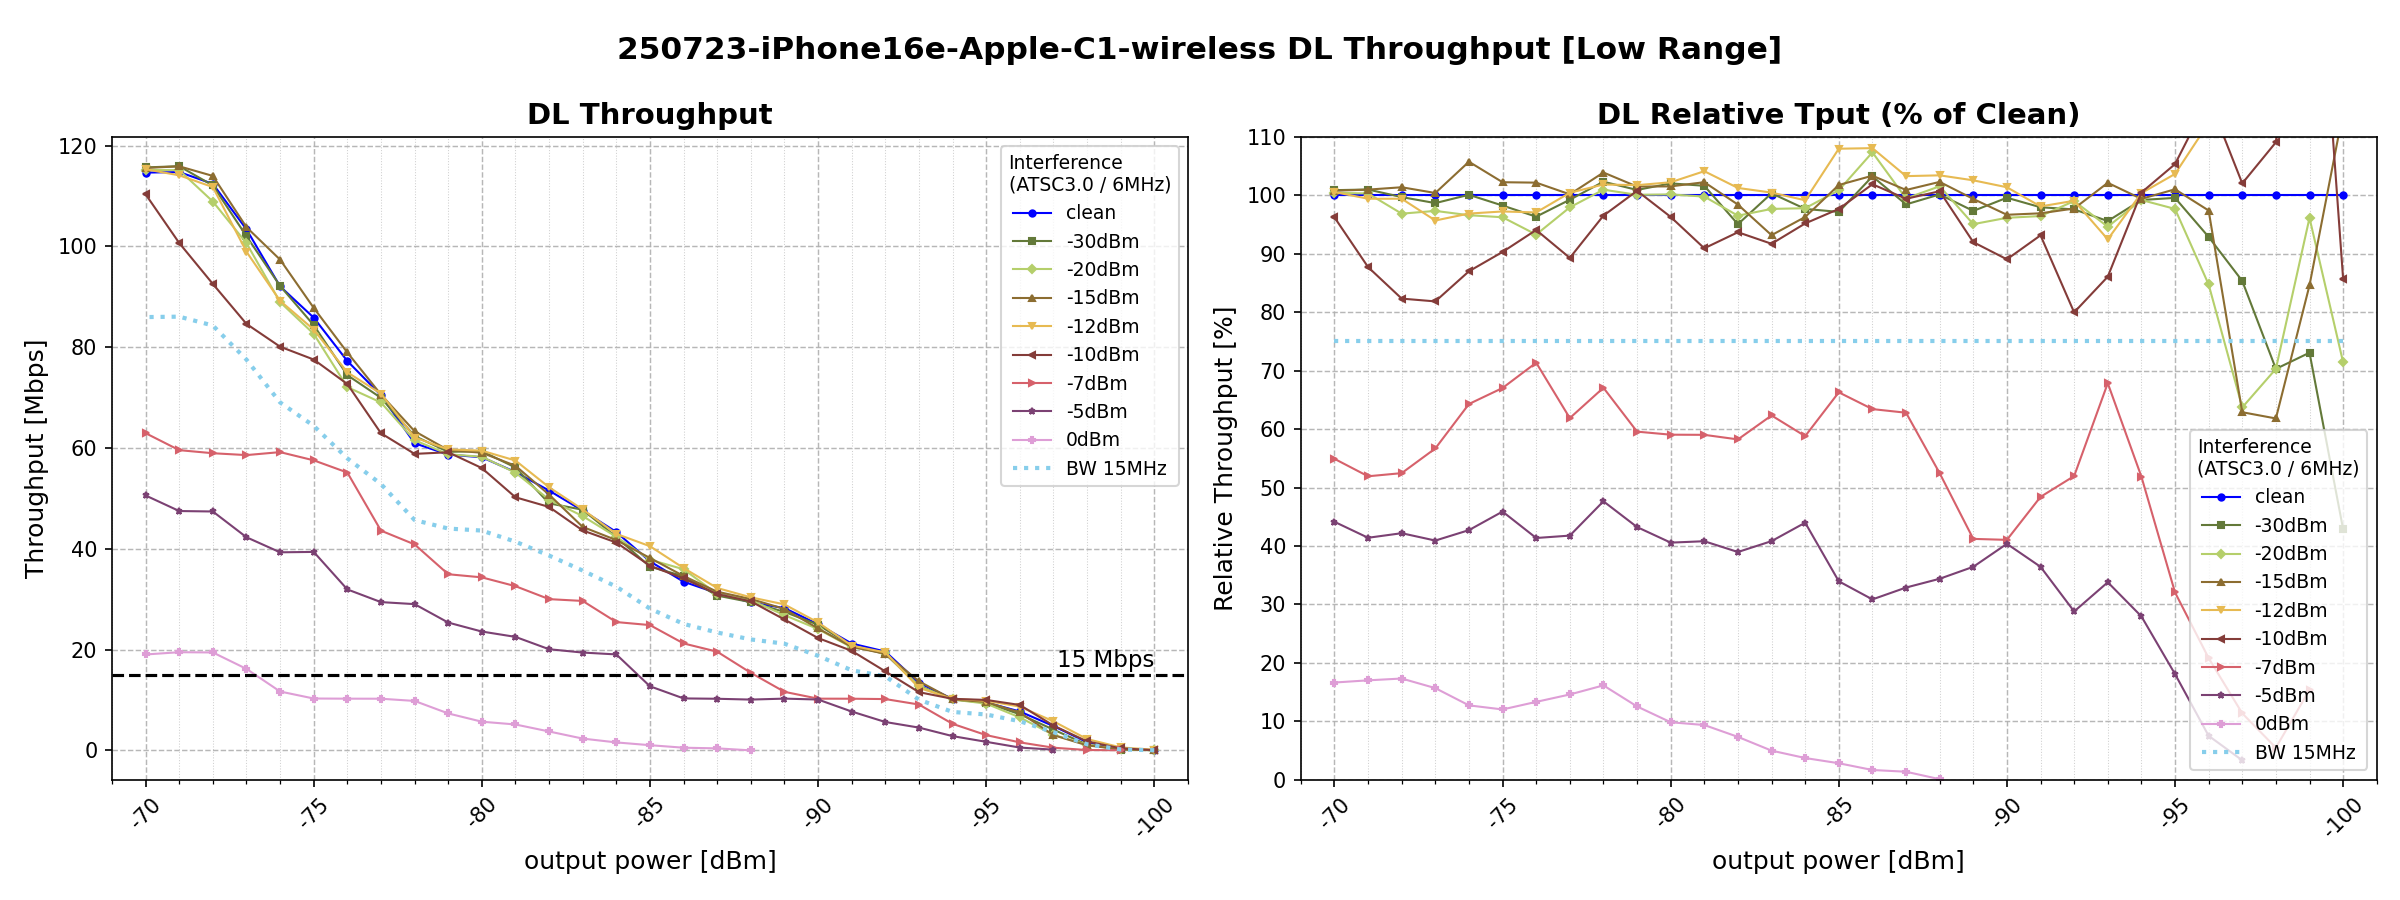 250723-iPhone16e-Apple-C1-wireless DL Throughput [Low Range]
DL Throughput
Throughput [Mbps]
120
100
80
60
40
20
0
15 Mbps
Interference
(ATSC3.0 / 6MHz)
clean
-30dBm
-20dBm
-15dBm
-12dBm
-10dBm
-7dBm
-5dBm
0dBm
BW 15MHz
-70
-75
-80
-85
-90
-95
-100
output power [dBm]
DL Relative Tput (% of Clean)
Relative Throughput [%]
110
100
90
80
70
60
50
40
30
20
10
0
Interference
(ATSC3.0 / 6MHz)
clean
-30dBm
-20dBm
-15dBm
-12dBm
-10dBm
-7dBm
-5dBm
0dBm
BW 15MHz
-70
-75
-80
-85
-90
-95
-100
output power [dBm]